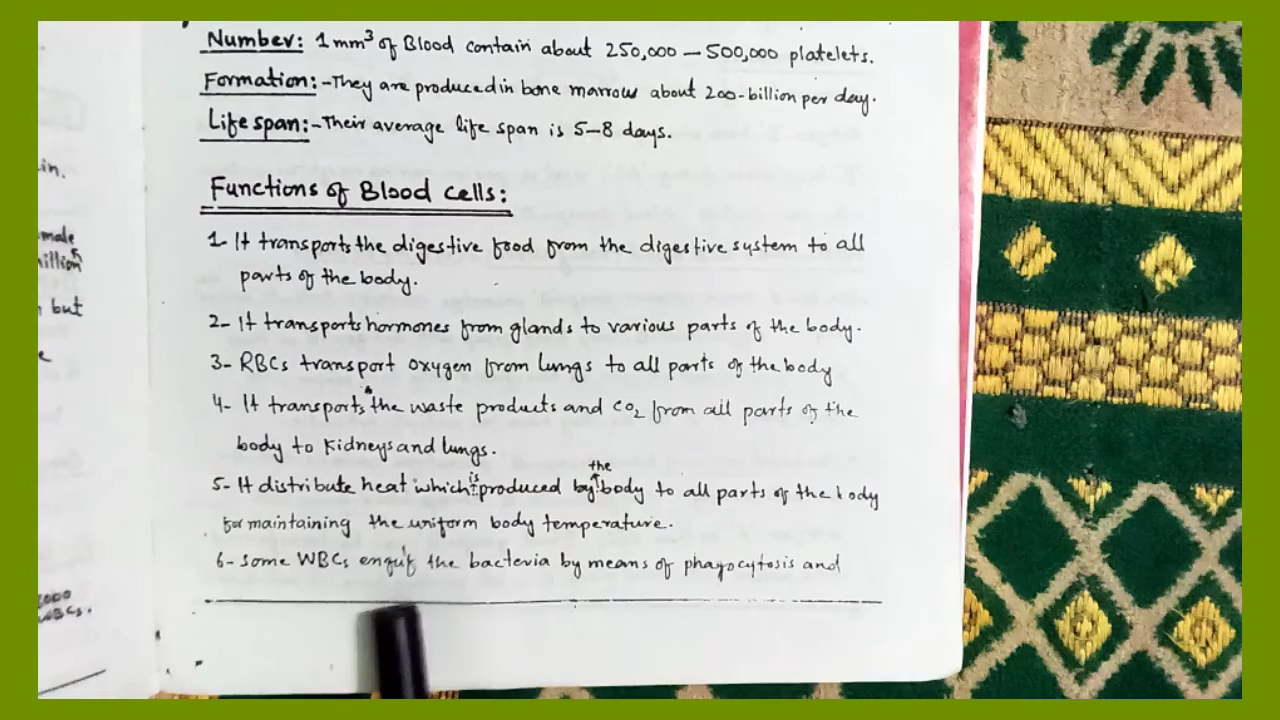 Number: 1mm³ of Blood contain about 250,000 – 500,000 platelets.
Formation:- They are produced in bone marrow about 200-billion per day.
Life span:- Their average life span is 5–8 days.
Functions of Blood cells:
1- It transports the digestive food from the digestive system to all
parts of the body.
2- It transports hormones from glands to various parts of the body.
3- RBCs transport oxygen from lungs to all parts of the body
4- It transports the waste products and CO₂ from all parts of the
body to Kidneys and lungs.
5- It distribute heat which is produced by the body to all parts of the body
for maintaining the uniform body temperature.
6- Some WBCs engulf the bacteria by means of phagocytosis and
in.
male
illion
but